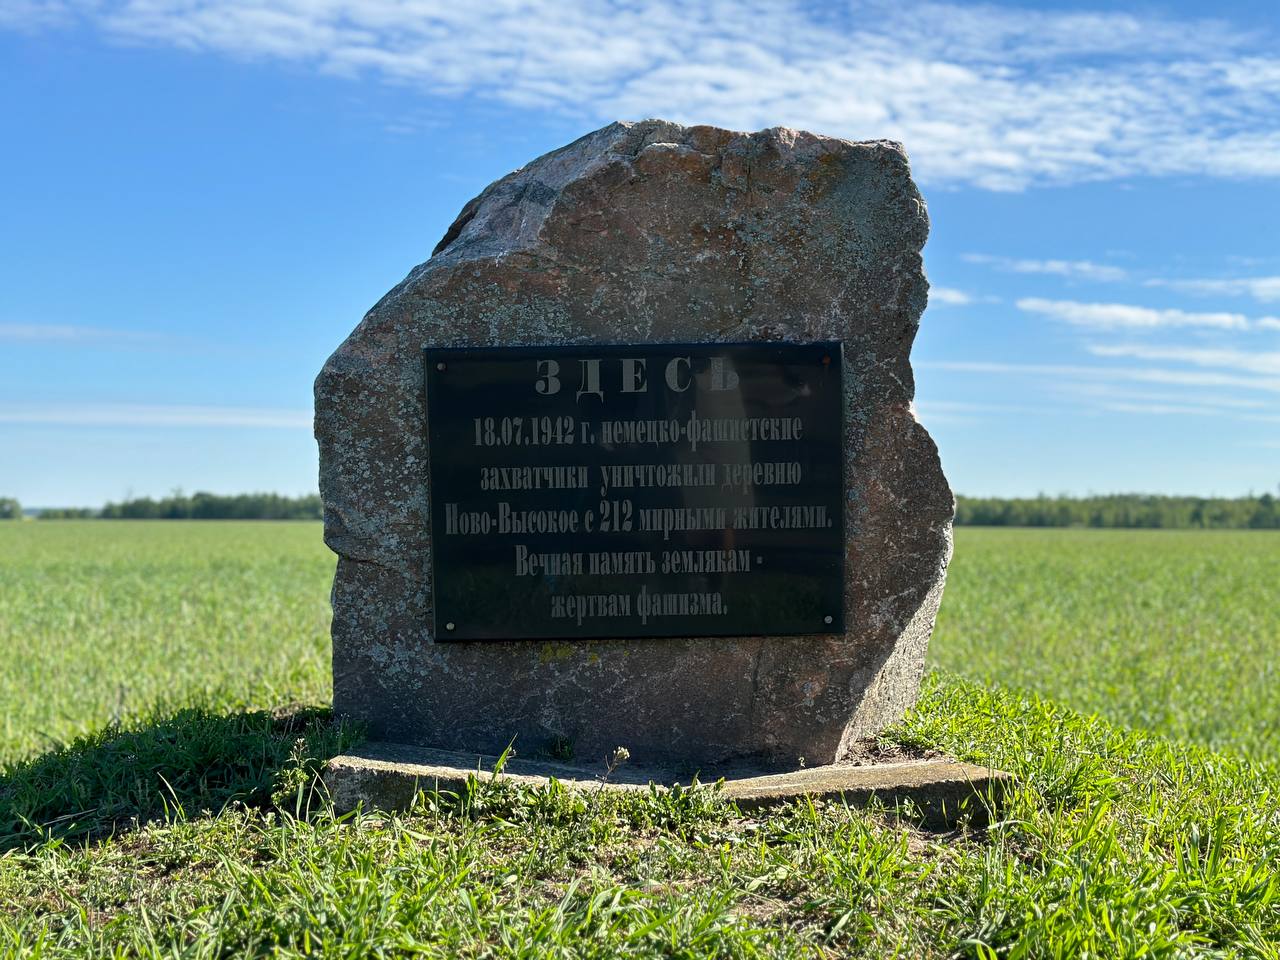 ЗДЕСЬ
18.07.1942 г. немецко-фашистские
захватчики уничтожили деревню
Ново-Высокое с 212 мирными жителями.
Вечная память землякам -
жертвам фашизма.